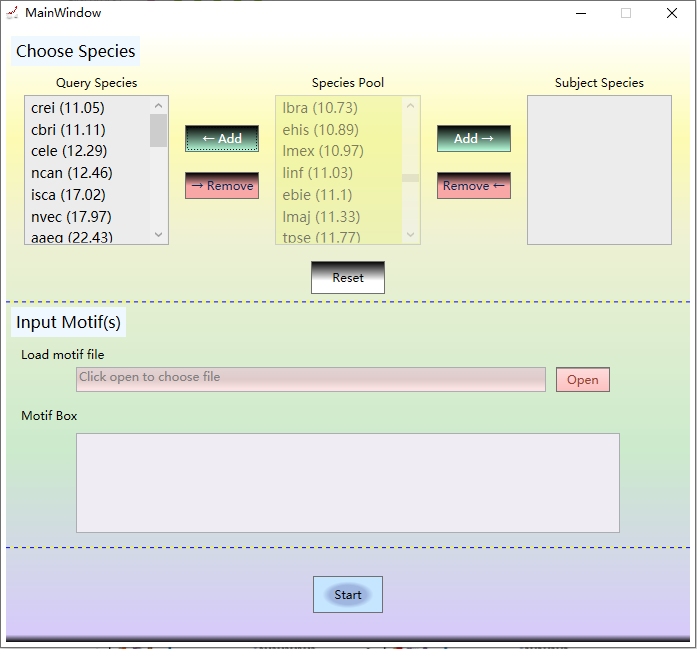 MainWindow
Choose Species
Query Species
Species Pool
Subject Species
crei (11.05)
cbri (11.11)
cele (12.29)
ncan (12.46)
isca (17.02)
nvec (17.97)
aaeg (22.43)
← Add
→ Remove
lbra (10.73)
ehis (10.89)
lmex (10.97)
linf (11.03)
ebie (11.1)
lmaj (11.33)
tpse (11.77)
Add →
Remove ←
Reset
Input Motif(s)
Load motif file
Click open to choose file
Open
Motif Box
Start